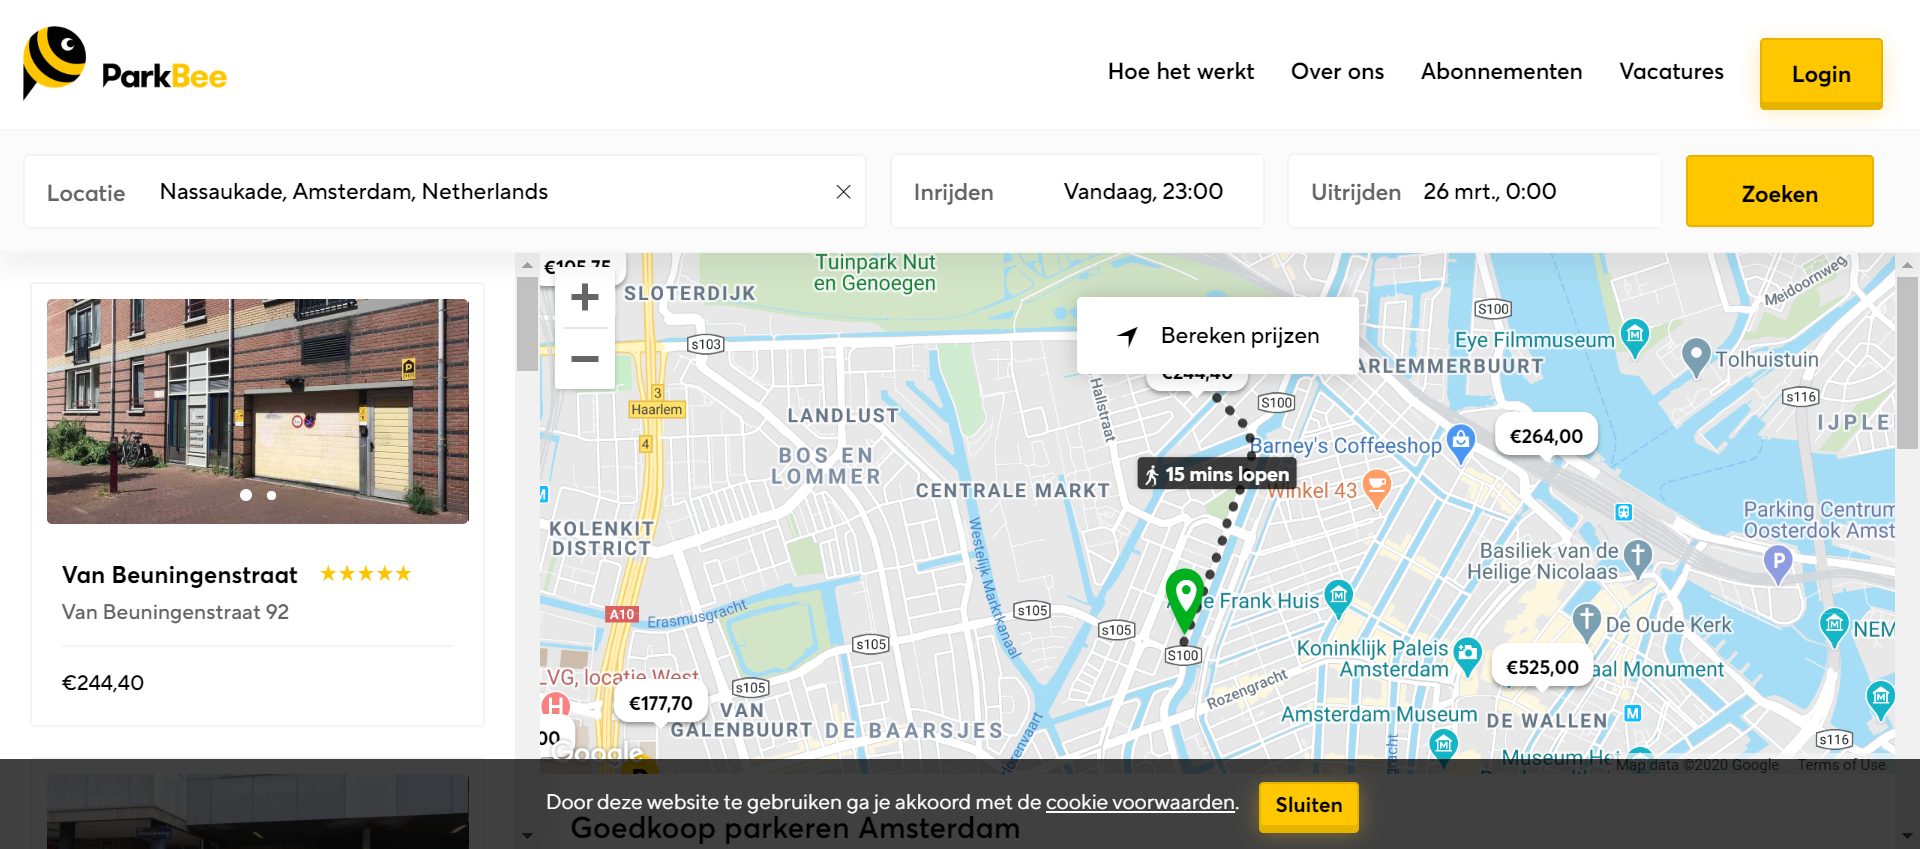 ParkBee
Hoe het werkt
Over ons
Abonnementen
Vacatures
Login
Locatie
Nassaukade, Amsterdam, Netherlands
Inrijden
Vandaag, 23:00
Uitrijden
26 mrt., 0:00
Zoeken
Van Beuningenstraat
Van Beuningenstraat 92
€244,40
€105,75
+
−
SLOTERDIJK
Tuinpark Nut
en Genoegen
s103
Bereken prijzen
€244,40
ARLEMMERBUURT
S100
Eye Filmmuseum
Tolhuistuin
Meidoornweg
s116
IJPLE
3
Haarlem
4
LANDLUST
BOS EN
LOMMER
Hallstraat
S100
Barney's Coffeeshop
€264,00
15 mins lopen
Winkel 43
CENTRALE MARKT
KOLENKIT
DISTRICT
Westelijk Marktkanaal
Parking Centrum
Oosterdok Amst
P
Basiliek van de
Heilige Nicolaas
A10
Erasmusgracht
s105
s105
s105
e Frank Huis
De Oude Kerk
NEM
S100
Koninklijk Paleis
Amsterdam
€525,00
aal Monument
LVG, locatie West
H
€177,70
s105
VAN
GALENBUURT
DE BAARSJES
Rozengracht
Amsterdam Museum
DE WALLEN
M
s116
00
Google
Museum He
Map data ©2020 Google
Terms of Use
Door deze website te gebruiken ga je akkoord met de cookie voorwaarden.
Sluiten
Goedkoop parkeren Amsterdam